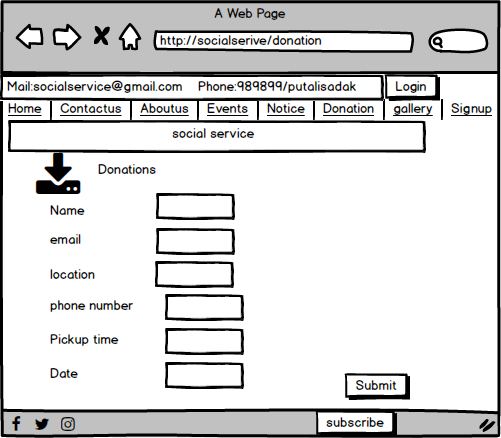 A Web Page
http://socialserive/donation
Mail:socialservice@gmail.com Phone:989899/putalisadak Login
Home Contactus Aboutus Events Notice Donation gallery Signup
social service
Donations
Name
email
location
phone number
Pickup time
Date
Submit
subscribe